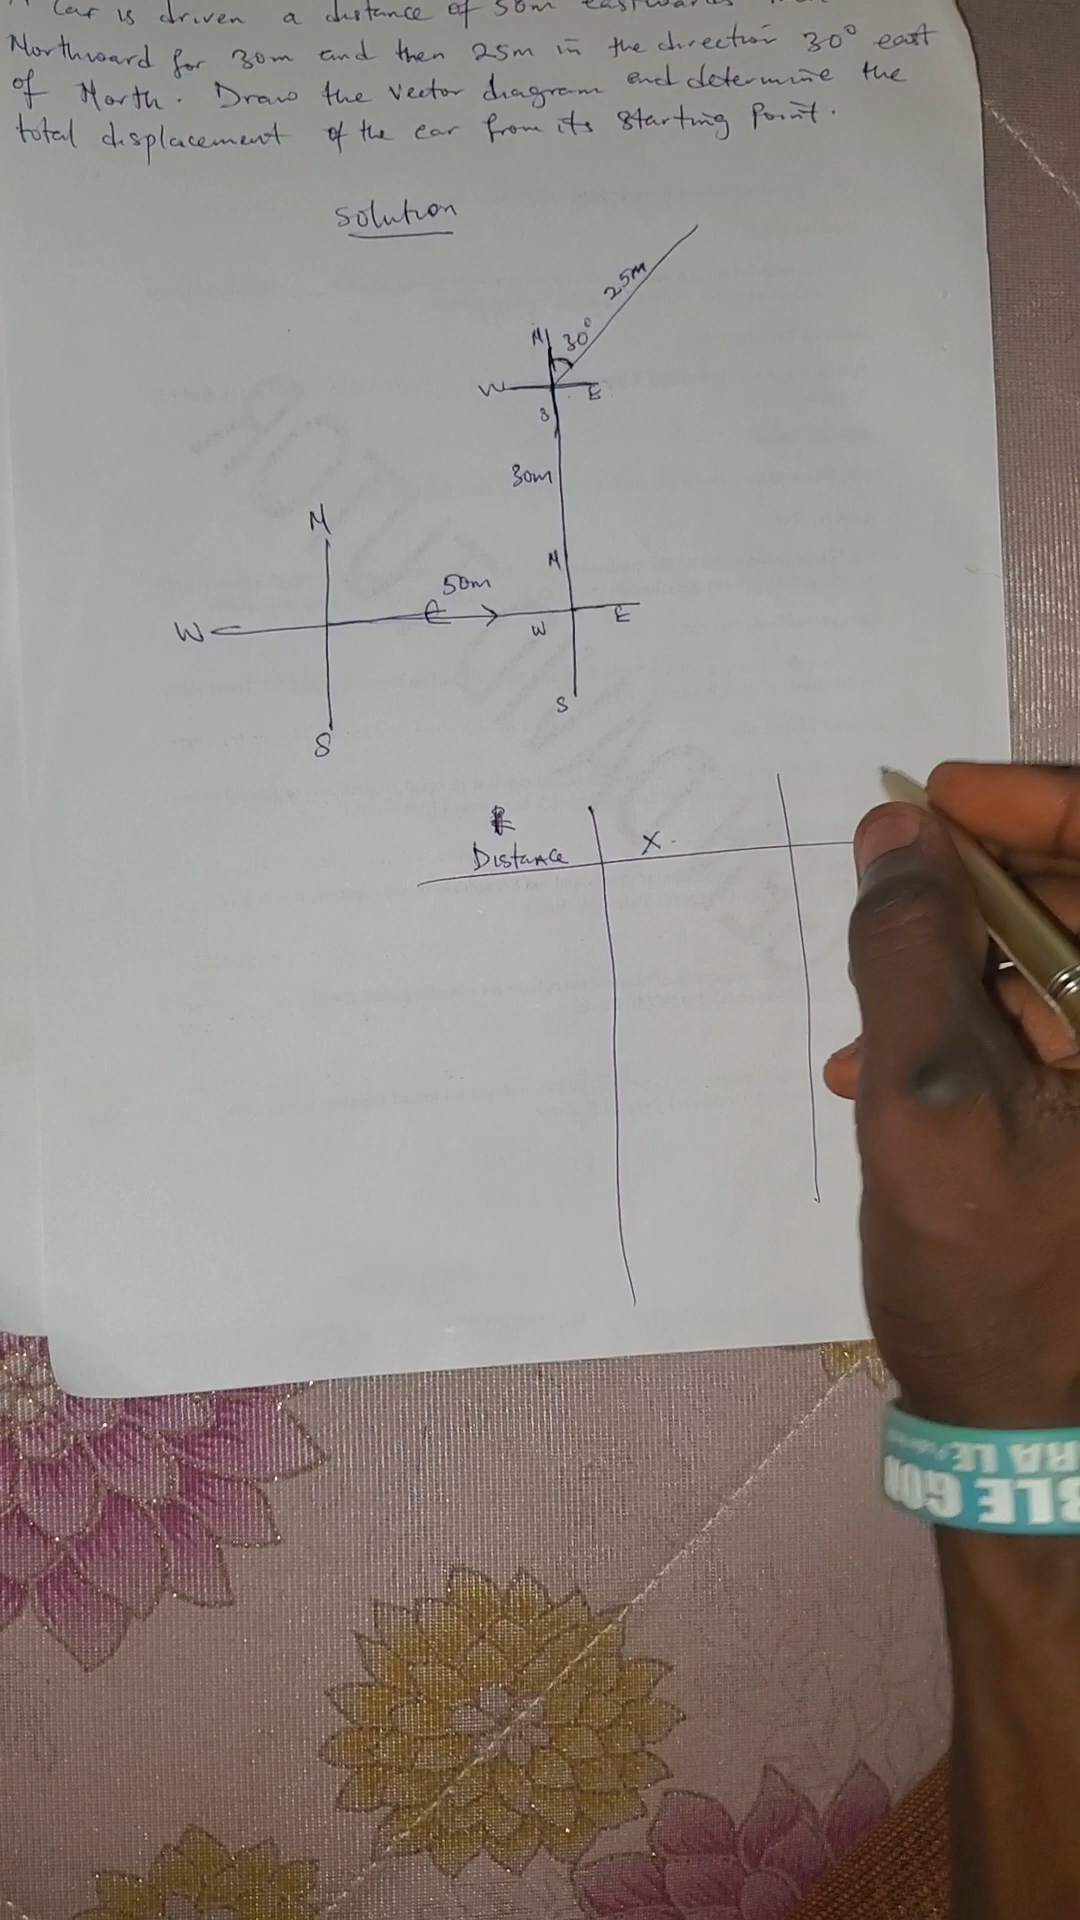 Car is driven a distance of 50m eastwards
Northward for 30m and then 25m in the direction 30° east
of North. Draw the vector diagram and determine the
total displacement of the car from its starting point.
Solution
25m
N 30°
W E
S
30m
N
N
50m
W E
W E
S
S
Distance X.